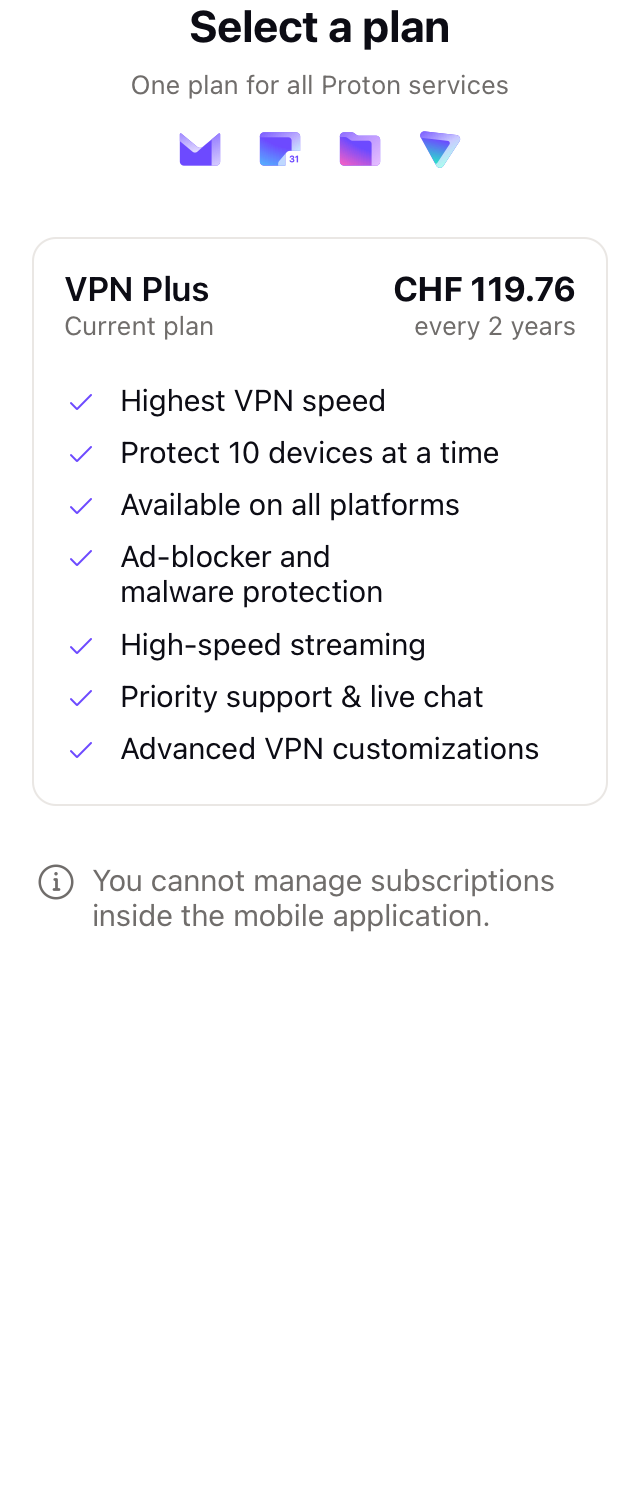 Select a plan
One plan for all Proton services
31
VPN Plus
CHF 119.76
Current plan
every 2 years
Highest VPN speed
Protect 10 devices at a time
Available on all platforms
Ad-blocker and
malware protection
High-speed streaming
Priority support & live chat
Advanced VPN customizations
You cannot manage subscriptions
inside the mobile application.